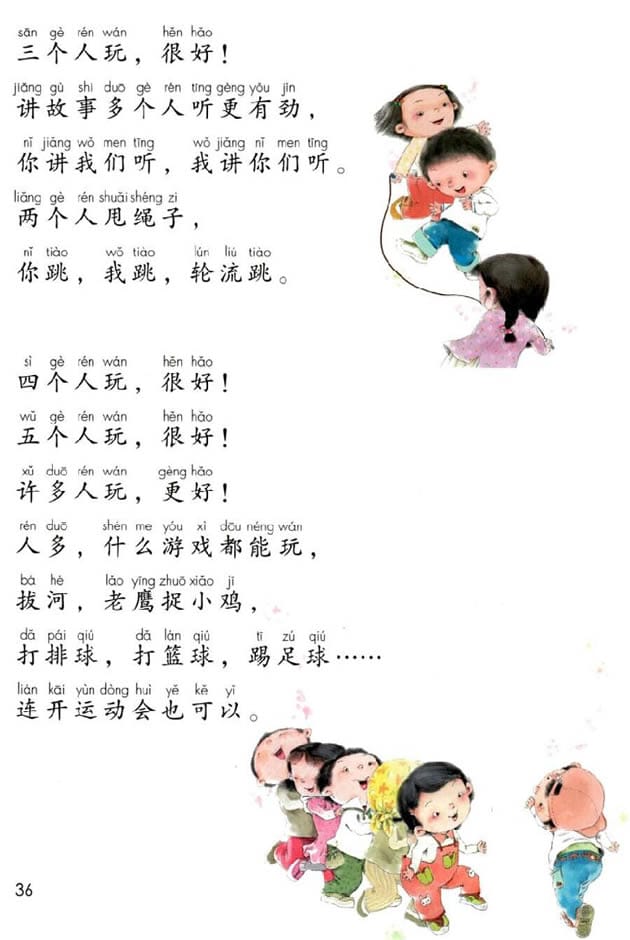 sān gè rén wán hěn hǎo
三个人玩，很好！
jiǎng gù shi duō gè rén tīng gèng yǒu jìn
讲故事多个人听更有劲，
nǐ jiǎng wǒ men tīng wǒ jiǎng nǐ men tīng
你讲我们听，我讲你们听。
liǎng gè rén shuǎi shéng zi
两个人甩绳子，
nǐ tiào wǒ tiào lún liú tiào
你跳，我跳，轮流跳。
sì gè rén wán hěn hǎo
四个人玩，很好！
wǔ gè rén wán hěn hǎo
五个人玩，很好！
xǔ duō rén wán gèng hǎo
许多人玩，更好！
rén duō shén me yóu xì dōu néng wán
人多，什么游戏都能玩，
bá hé lǎo yīng zhuō xiǎo jī
拔河，老鹰捉小鸡，
dǎ pái qiú dǎ lán qiú tī zú qiú
打排球，打篮球，踢足球……
lián kāi yùn dòng huì yě kě yǐ
连开运动会也可以。
36